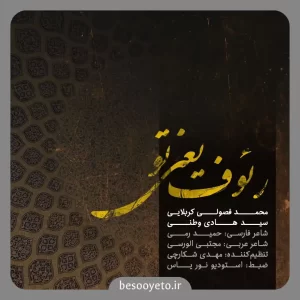 رئوف یعنی تو
محمد فصولی کربلایی
سید هادی وطنی
شاعر فارسی: حمید رمی
شاعر عربی: مجتبی الورسی
تنظیم‌کننده: مهدی شکارچی
ضبط: استودیو نور یاس
besooyeto.ir